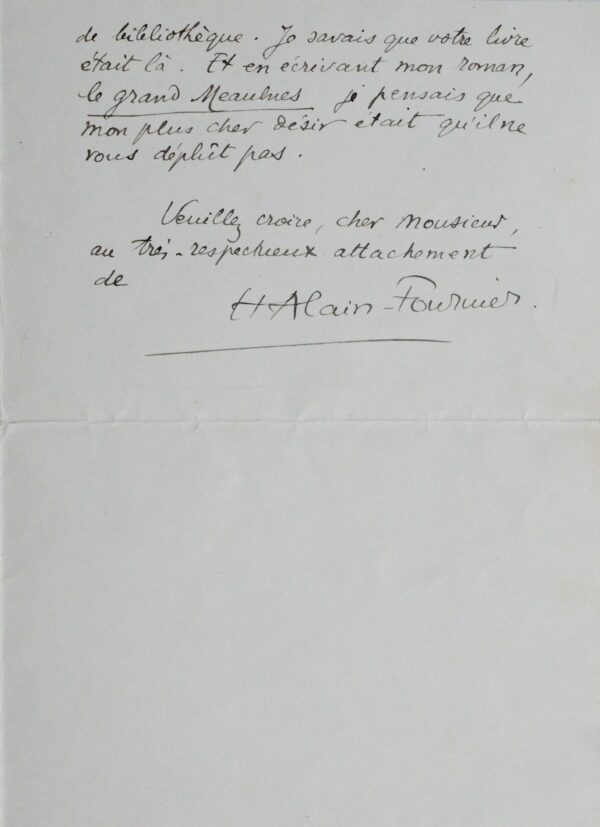 de bibliothèque. Je savais que votre livre
était là. Et en écrivant mon roman,
le grand Meaulnes je pensais que
mon plus cher désir était qu'il ne
vous déplût pas.
Veuillez croire, cher Monsieur,
au très-respectueux attachement
de
H Alain-Fournier.